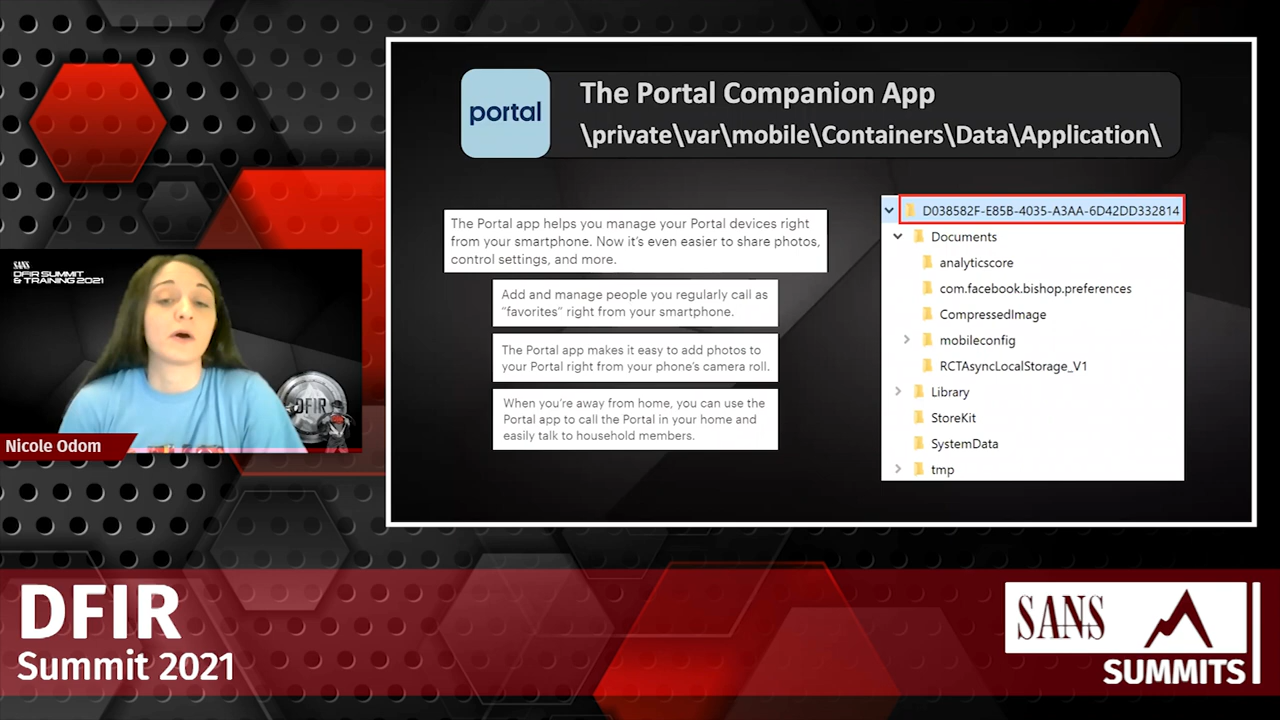 portal
The Portal Companion App
\private\var\mobile\Containers\Data\Application\
The Portal app helps you manage your Portal devices right
from your smartphone. Now it's even easier to share photos,
control settings, and more.
Add and manage people you regularly call as
“favorites” right from your smartphone.
The Portal app makes it easy to add photos to
your Portal right from your phone's camera roll.
When you're away from home, you can use the
Portal app to call the Portal in your home and
easily talk to household members.
D038582F-E85B-4035-A3AA-6D42DD332814
Documents
analyticscore
com.facebook.bishop.preferences
CompressedImage
mobileconfig
RCTAsyncLocalStorage_V1
Library
StoreKit
SystemData
tmp
SANS
DFIR SUMMIT
& TRAINING 2021
DFIR
Nicole Odom
DFIR
Summit 2021
SANS
SUMMITS